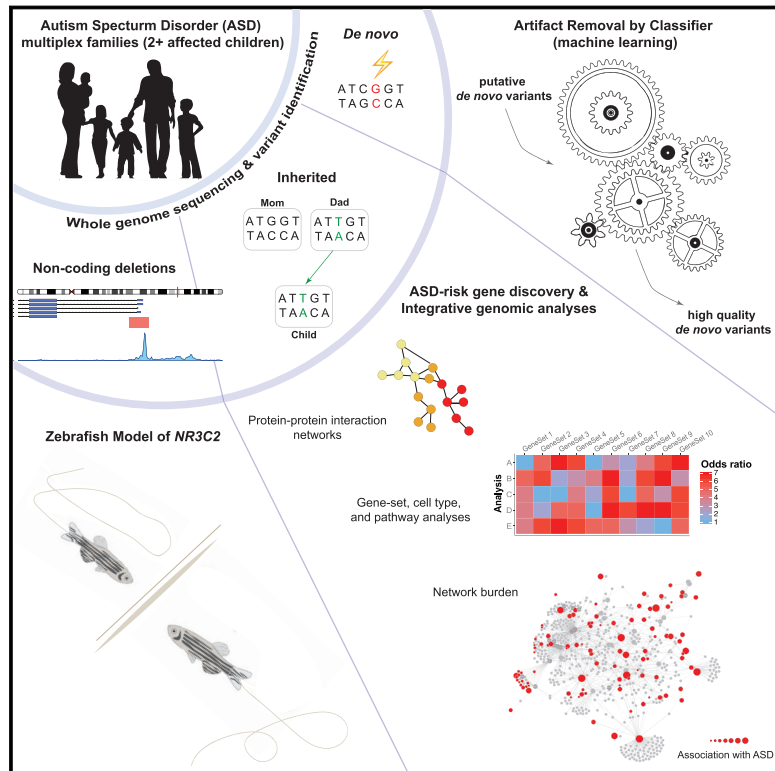 Autism Specturm Disorder (ASD)
multiplex families (2+ affected children)
Whole genome sequencing & variant identification
De novo
ATCGGT
TAGCCA
Inherited
Mom
ATGGT
TACCA
Dad
ATTGT
TAACA
ATTGT
TAACA
Child
Non-coding deletions
Artifact Removal by Classifier
(machine learning)
putative
de novo variants
high quality
de novo variants
ASD-risk gene discovery &
Integrative genomic analyses
Protein-protein interaction
networks
Gene-set, cell type,
and pathway analyses
GeneSet 1
GeneSet 2
GeneSet 3
GeneSet 4
GeneSet 5
GeneSet 6
GeneSet 7
GeneSet 8
GeneSet 9
GeneSet 10
Analysis
A
B
C
D
E
Odds ratio
7
6
5
4
3
2
1
Network burden
Association with ASD
Zebrafish Model of NR3C2